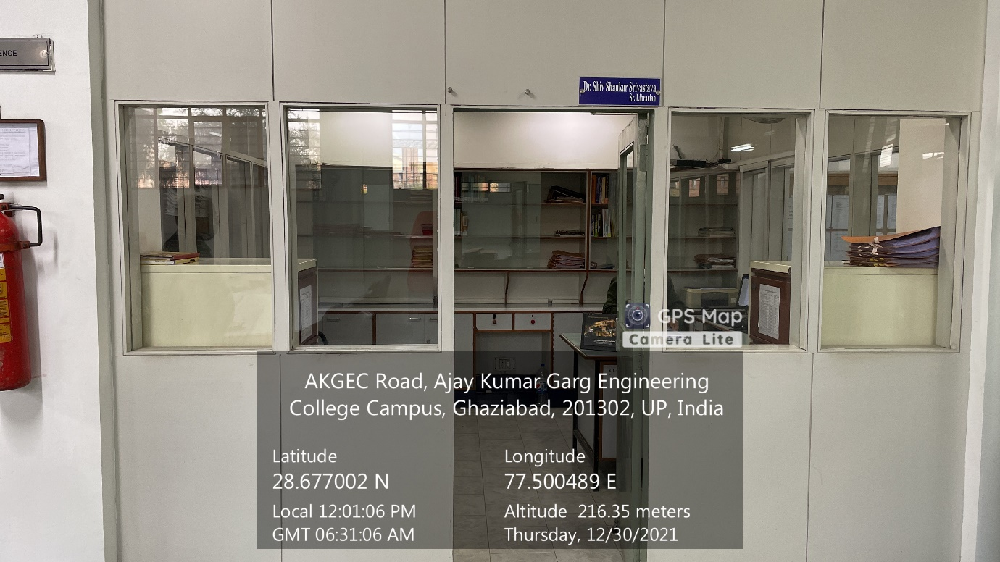 ENCE
Dr. Shiv Shankar Srivastava
Sr. Librarian
GPS Map
Camera Lite
AKGEC Road, Ajay Kumar Garg Engineering
College Campus, Ghaziabad, 201302, UP, India
Latitude
28.677002 N
Longitude
77.500489 E
Local 12:01:06 PM
GMT 06:31:06 AM
Altitude 216.35 meters
Thursday, 12/30/2021